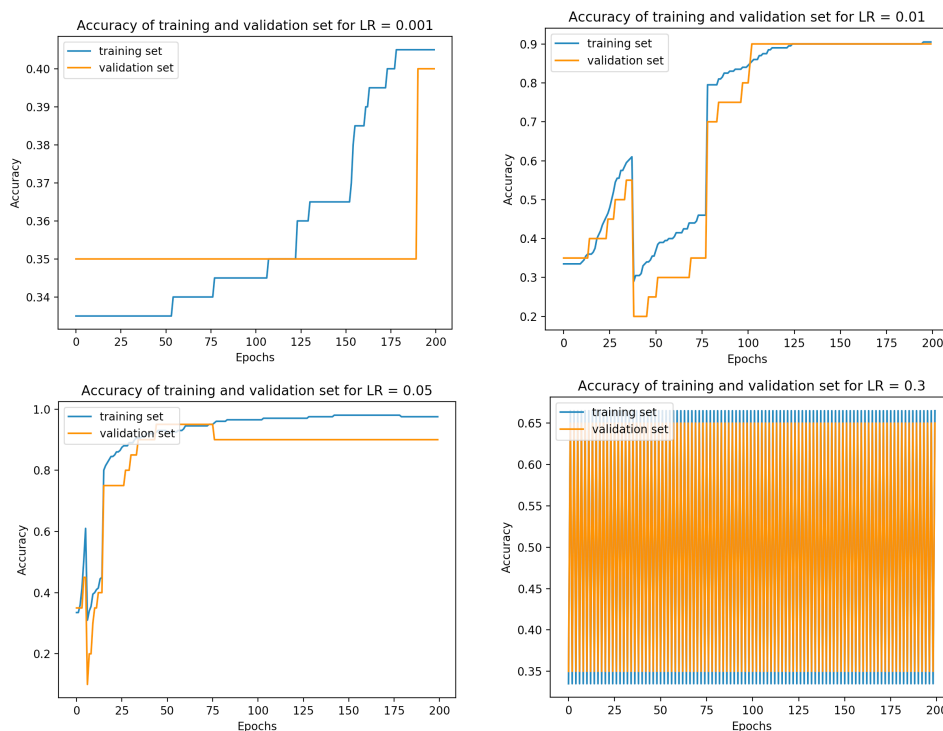 Accuracy of training and validation set for LR = 0.001
training set
validation set
0.40
0.39
0.38
0.37
0.36
0.35
0.34
Accuracy
0 25 50 75 100 125 150 175 200
Epochs
Accuracy of training and validation set for LR = 0.01
training set
validation set
0.9
0.8
0.7
0.6
0.5
0.4
0.3
0.2
Accuracy
0 25 50 75 100 125 150 175 200
Epochs
Accuracy of training and validation set for LR = 0.05
training set
validation set
1.0
0.8
0.6
0.4
0.2
Accuracy
0 25 50 75 100 125 150 175 200
Epochs
Accuracy of training and validation set for LR = 0.3
training set
validation set
0.65
0.60
0.55
0.50
0.45
0.40
0.35
Accuracy
0 25 50 75 100 125 150 175 200
Epochs